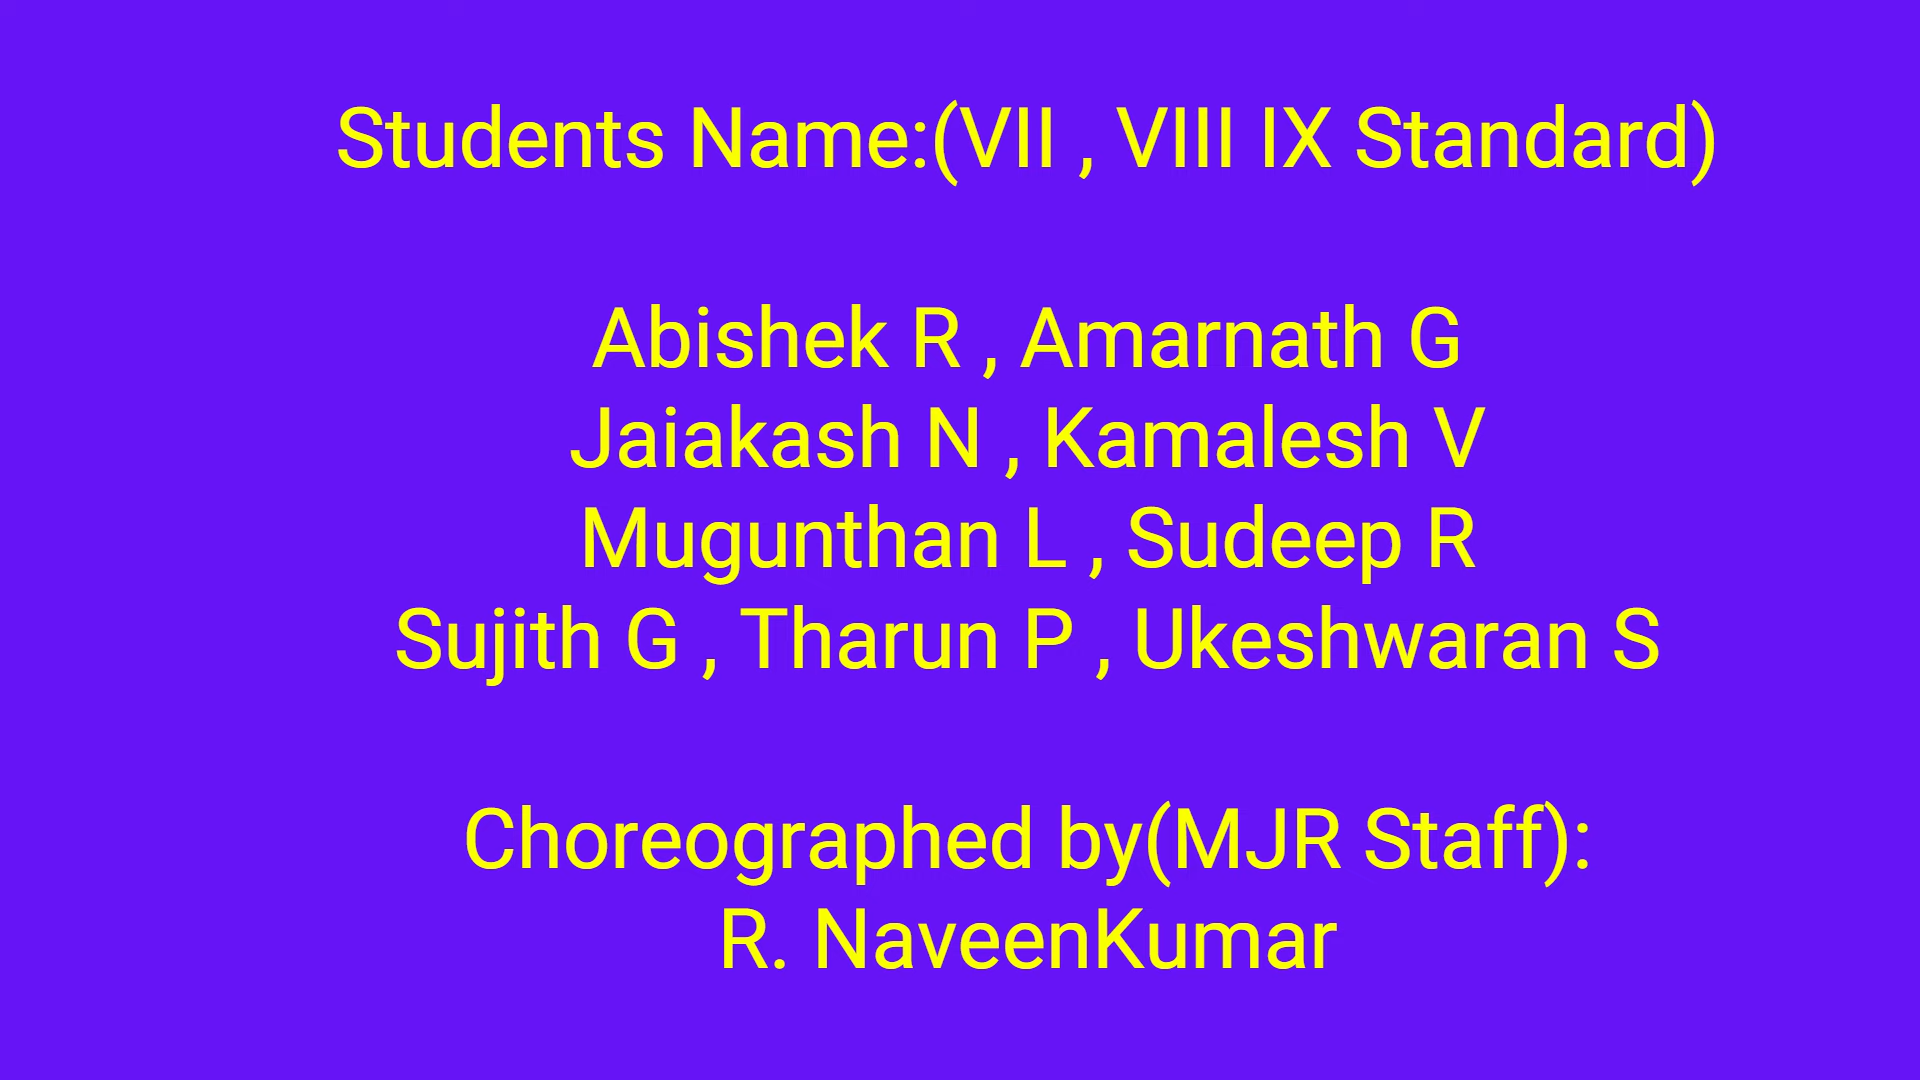 Students Name:(VII , VIII IX Standard)
Abishek R , Amarnath G
Jaiakash N , Kamalesh V
Mugunthan L , Sudeep R
Sujith G , Tharun P , Ukeshwaran S
Choreographed by(MJR Staff):
R. NaveenKumar